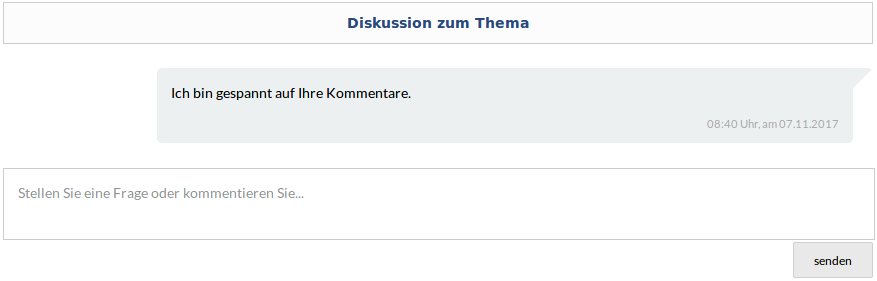 Diskussion zum Thema
Ich bin gespannt auf Ihre Kommentare.
08:40 Uhr, am 07.11.2017
Stellen Sie eine Frage oder kommentieren Sie...
senden